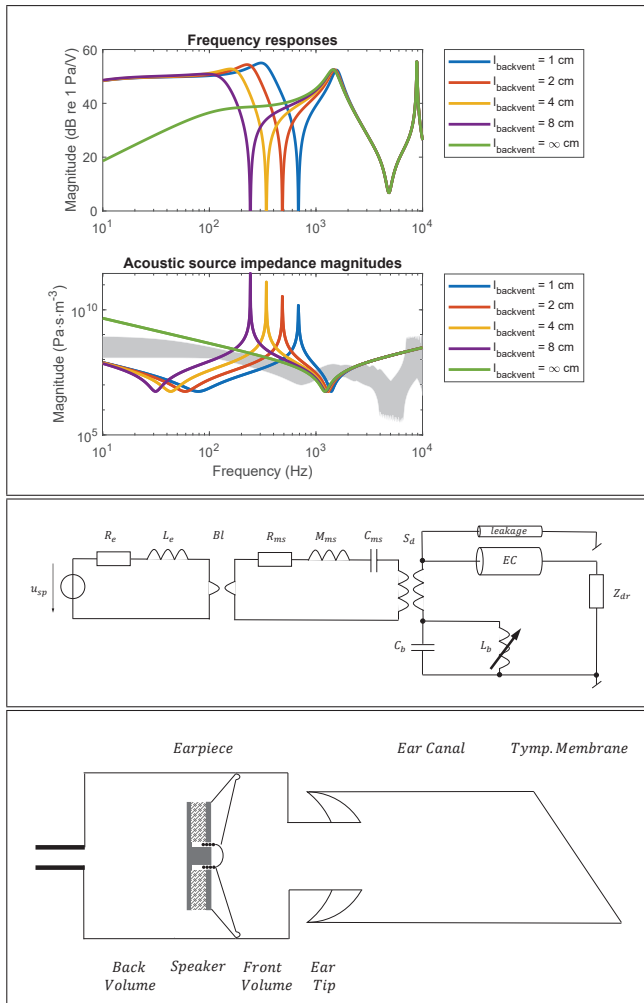 Frequency responses
Magnitude (dB re 1 Pa/V)
60
40
20
0
10^1
10^2
10^3
10^4
l_backvent = 1 cm
l_backvent = 2 cm
l_backvent = 4 cm
l_backvent = 8 cm
l_backvent = ∞ cm
Acoustic source impedance magnitudes
Magnitude (Pa·s·m^-3)
10^10
10^5
10^1
10^2
10^3
10^4
Frequency (Hz)
l_backvent = 1 cm
l_backvent = 2 cm
l_backvent = 4 cm
l_backvent = 8 cm
l_backvent = ∞ cm
R_e L_e Bl R_ms M_ms C_ms S_d leakage
EC
u_sp
Z_dr
C_b L_b
Earpiece Ear Canal Tymp. Membrane
Back Speaker Front Ear
Volume Volume Tip